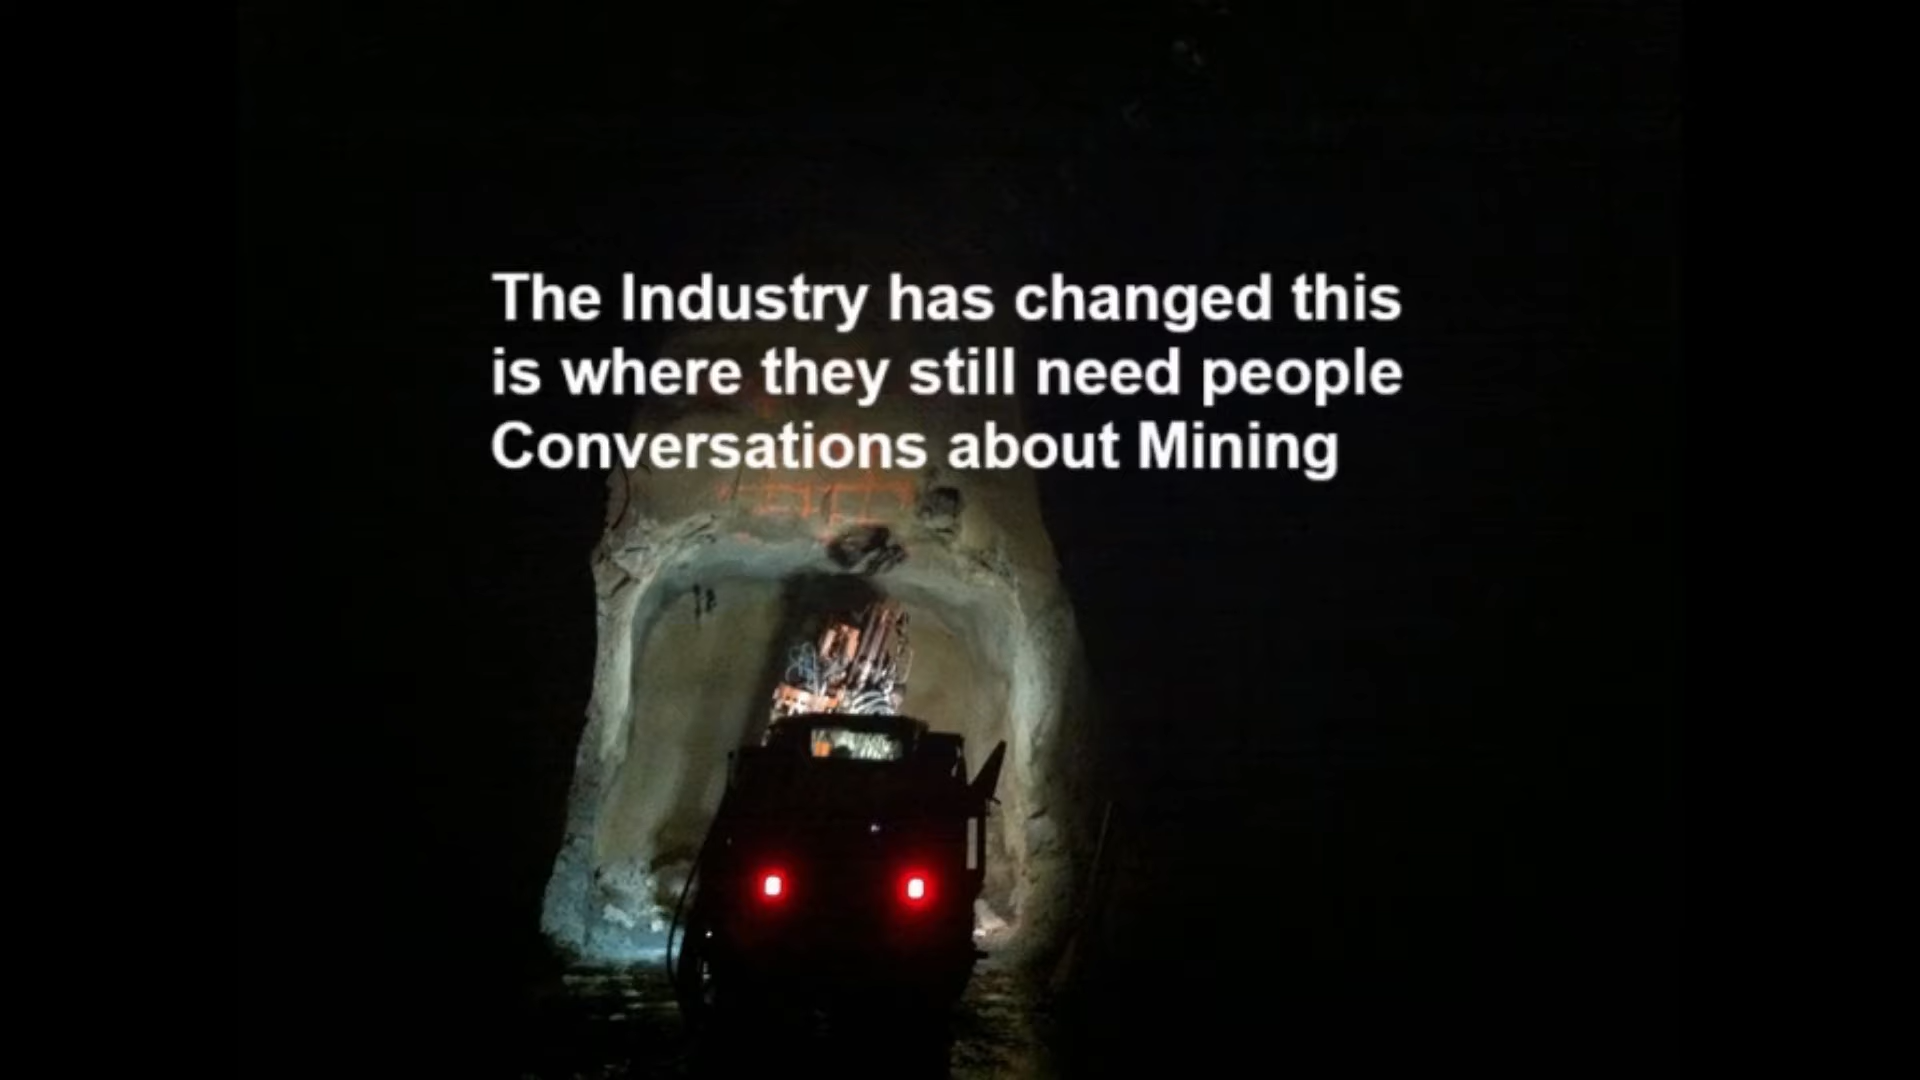 The Industry has changed this
is where they still need people
Conversations about Mining